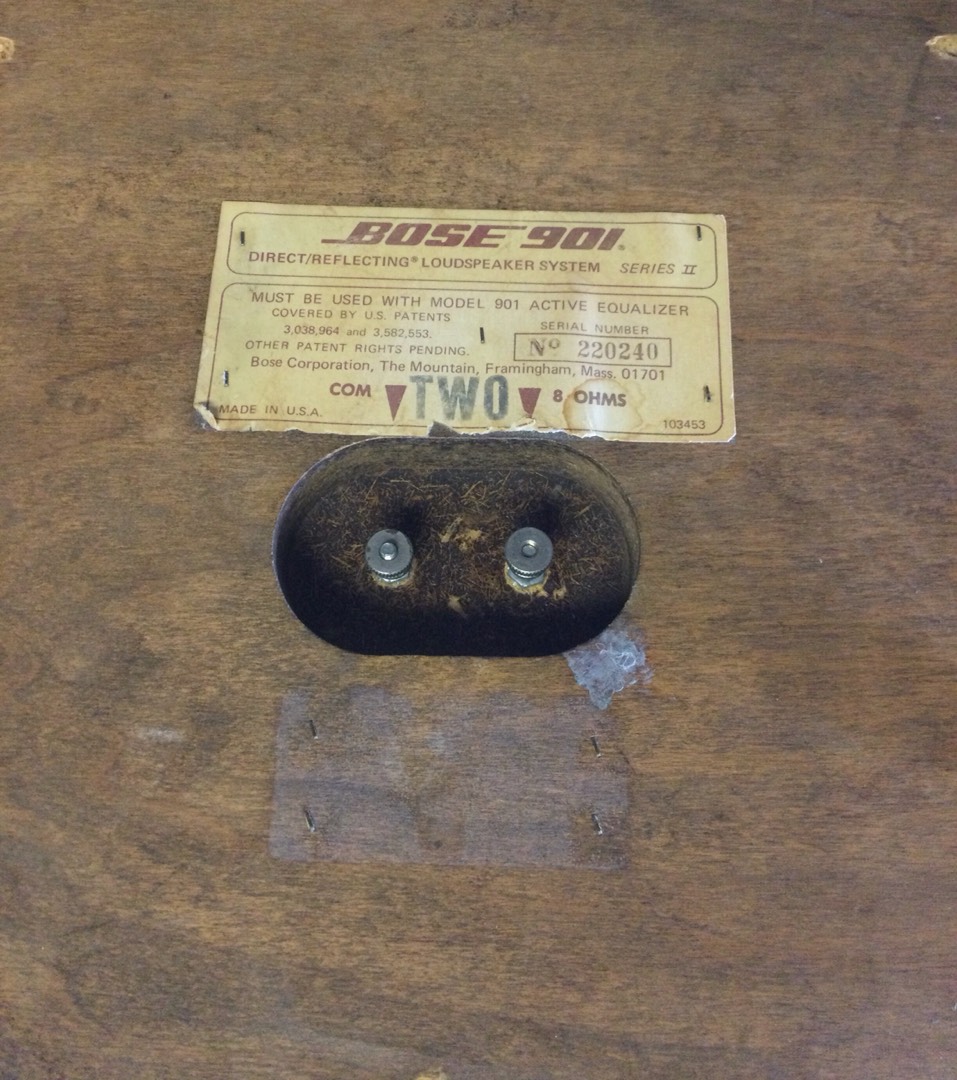 BOSE 901®
DIRECT/REFLECTING® LOUDSPEAKER SYSTEM SERIES II
MUST BE USED WITH MODEL 901 ACTIVE EQUALIZER
COVERED BY U.S. PATENTS
3,038,964 and 3,582,553.
OTHER PATENT RIGHTS PENDING.
SERIAL NUMBER
Nº 220240
Bose Corporation, The Mountain, Framingham, Mass. 01701
COM TWO 8 OHMS
MADE IN U.S.A.
103453